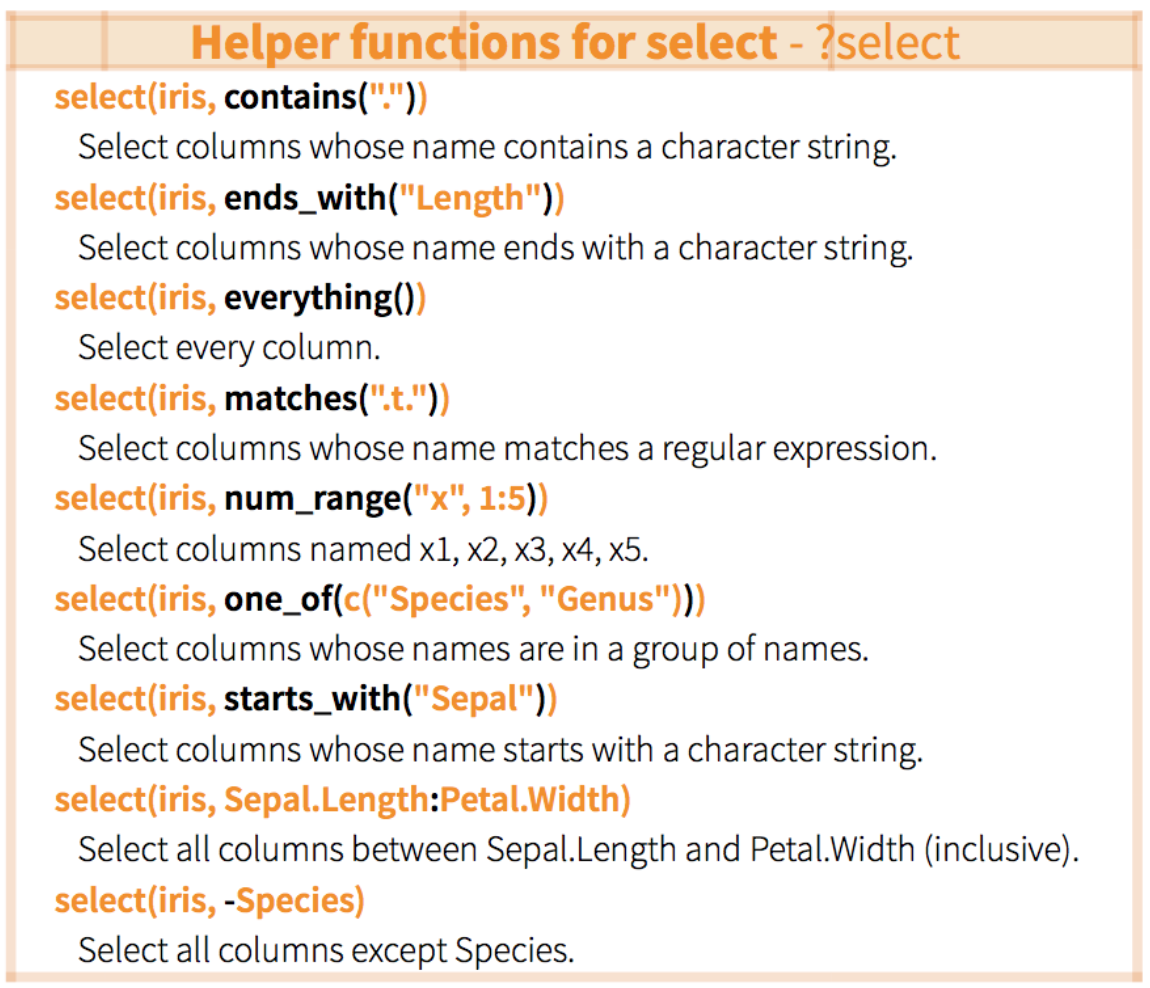 Helper functions for select - ?select
select(iris, contains("."))
Select columns whose name contains a character string.
select(iris, ends_with("Length"))
Select columns whose name ends with a character string.
select(iris, everything())
Select every column.
select(iris, matches(".t."))
Select columns whose name matches a regular expression.
select(iris, num_range("x", 1:5))
Select columns named x1, x2, x3, x4, x5.
select(iris, one_of(c("Species", "Genus")))
Select columns whose names are in a group of names.
select(iris, starts_with("Sepal"))
Select columns whose name starts with a character string.
select(iris, Sepal.Length:Petal.Width)
Select all columns between Sepal.Length and Petal.Width (inclusive).
select(iris, -Species)
Select all columns except Species.